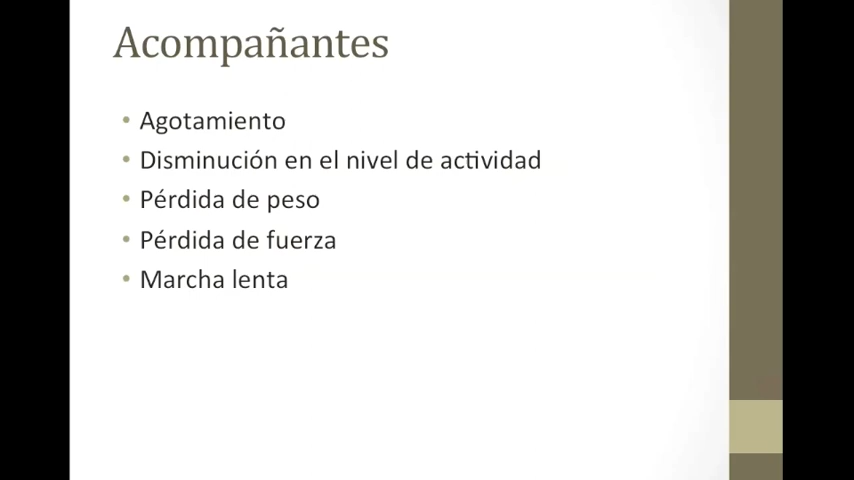 Acompañantes
• Agotamiento
• Disminución en el nivel de actividad
• Pérdida de peso
• Pérdida de fuerza
• Marcha lenta